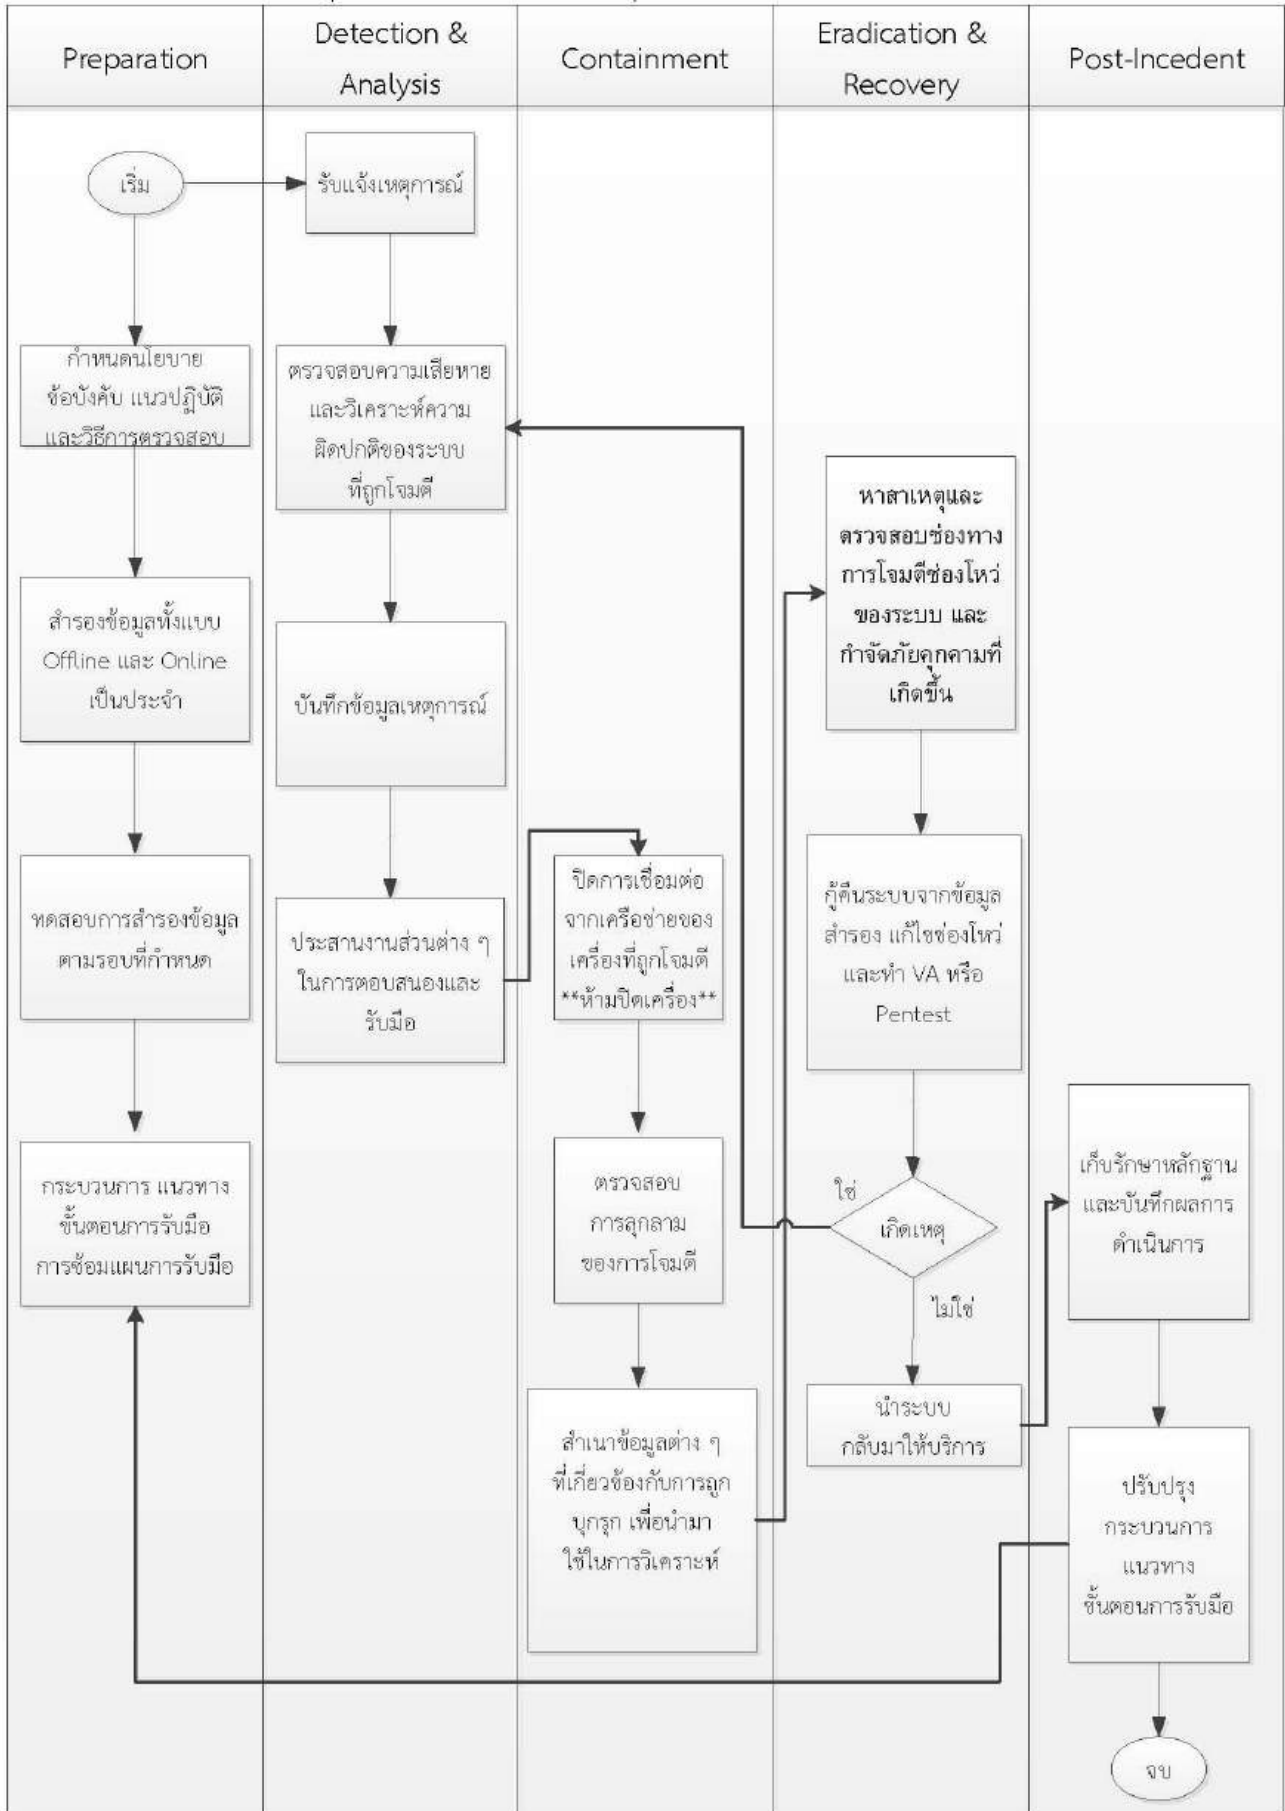 Preparation
Detection &
Analysis
Containment
Eradication &
Recovery
Post-Incedent
เริ่ม
กำหนดนโยบาย
ข้อบังคับ แนวปฏิบัติ
และวิธีการตรวจสอบ
สำรองข้อมูลทั้งแบบ
Offline และ Online
เป็นประจำ
ทดสอบการสำรองข้อมูล
ตามรอบที่กำหนด
กระบวนการ แนวทาง
ขั้นตอนการรับมือ
การซ้อมแผนการรับมือ
รับแจ้งเหตุการณ์
ตรวจสอบความเสียหาย
และวิเคราะห์ความ
ผิดปกติของระบบ
ที่ถูกโจมตี
บันทึกข้อมูลเหตุการณ์
ประสานงานส่วนต่าง ๆ
ในการตอบสนองและ
รับมือ
ปิดการเชื่อมต่อ
จากเครือข่ายของ
เครื่องที่ถูกโจมตี
**ห้ามปิดเครื่อง**
ตรวจสอบ
การลุกลาม
ของการโจมตี
สำเนาข้อมูลต่าง ๆ
ที่เกี่ยวข้องกับการถูก
บุกรุก เพื่อนำมา
ใช้ในการวิเคราะห์
หาสาเหตุและ
ตรวจสอบช่องทาง
การโจมตีช่องโหว่
ของระบบ และ
กำจัดภัยคุกคามที่
เกิดขึ้น
กู้คืนระบบจากข้อมูล
สำรอง แก้ไขช่องโหว่
และทำ VA หรือ
Pentest
ใช่
เกิดเหตุ
ไม่ใช่
นำระบบ
กลับมาให้บริการ
เก็บรักษาหลักฐาน
และบันทึกผลการ
ดำเนินการ
ปรับปรุง
กระบวนการ
แนวทาง
ขั้นตอนการรับมือ
จบ